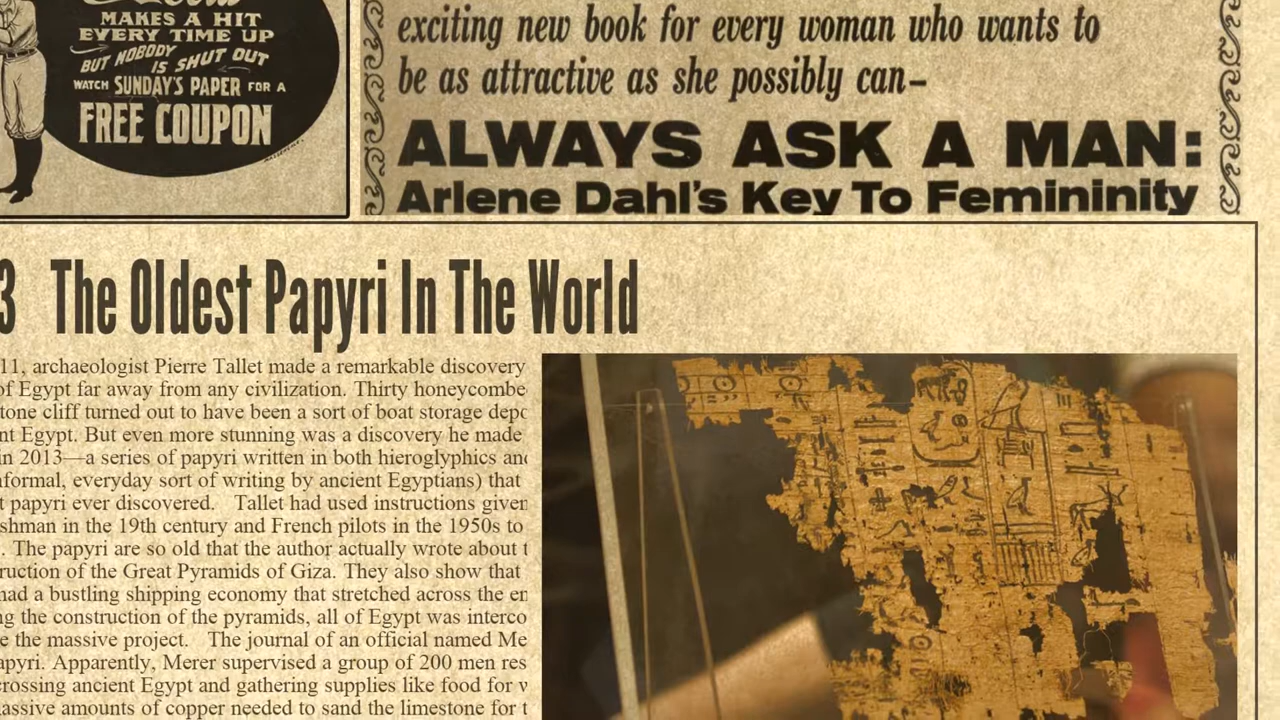 MAKES A HIT
EVERY TIME UP
BUT NOBODY
IS SHUT OUT
WATCH SUNDAY'S PAPER FOR A
FREE COUPON
exciting new book for every woman who wants to
be as attractive as she possibly can–
ALWAYS ASK A MAN:
Arlene Dahl's Key To Femininity
3 The Oldest Papyri In The World
11, archaeologist Pierre Tallet made a remarkable discovery
of Egypt far away from any civilization. Thirty honeycombe
tone cliff turned out to have been a sort of boat storage depo
nt Egypt. But even more stunning was a discovery he made
in 2013—a series of papyri written in both hieroglyphics and
nformal, everyday sort of writing by ancient Egyptians) that
t papyri ever discovered. Tallet had used instructions given
shman in the 19th century and French pilots in the 1950s to
. The papyri are so old that the author actually wrote about t
ruction of the Great Pyramids of Giza. They also show that
had a bustling shipping economy that stretched across the en
ng the construction of the pyramids, all of Egypt was interco
e the massive project. The journal of an official named Me
apyri. Apparently, Merer supervised a group of 200 men res
crossing ancient Egypt and gathering supplies like food for w
assive amounts of copper needed to sand the limestone for t